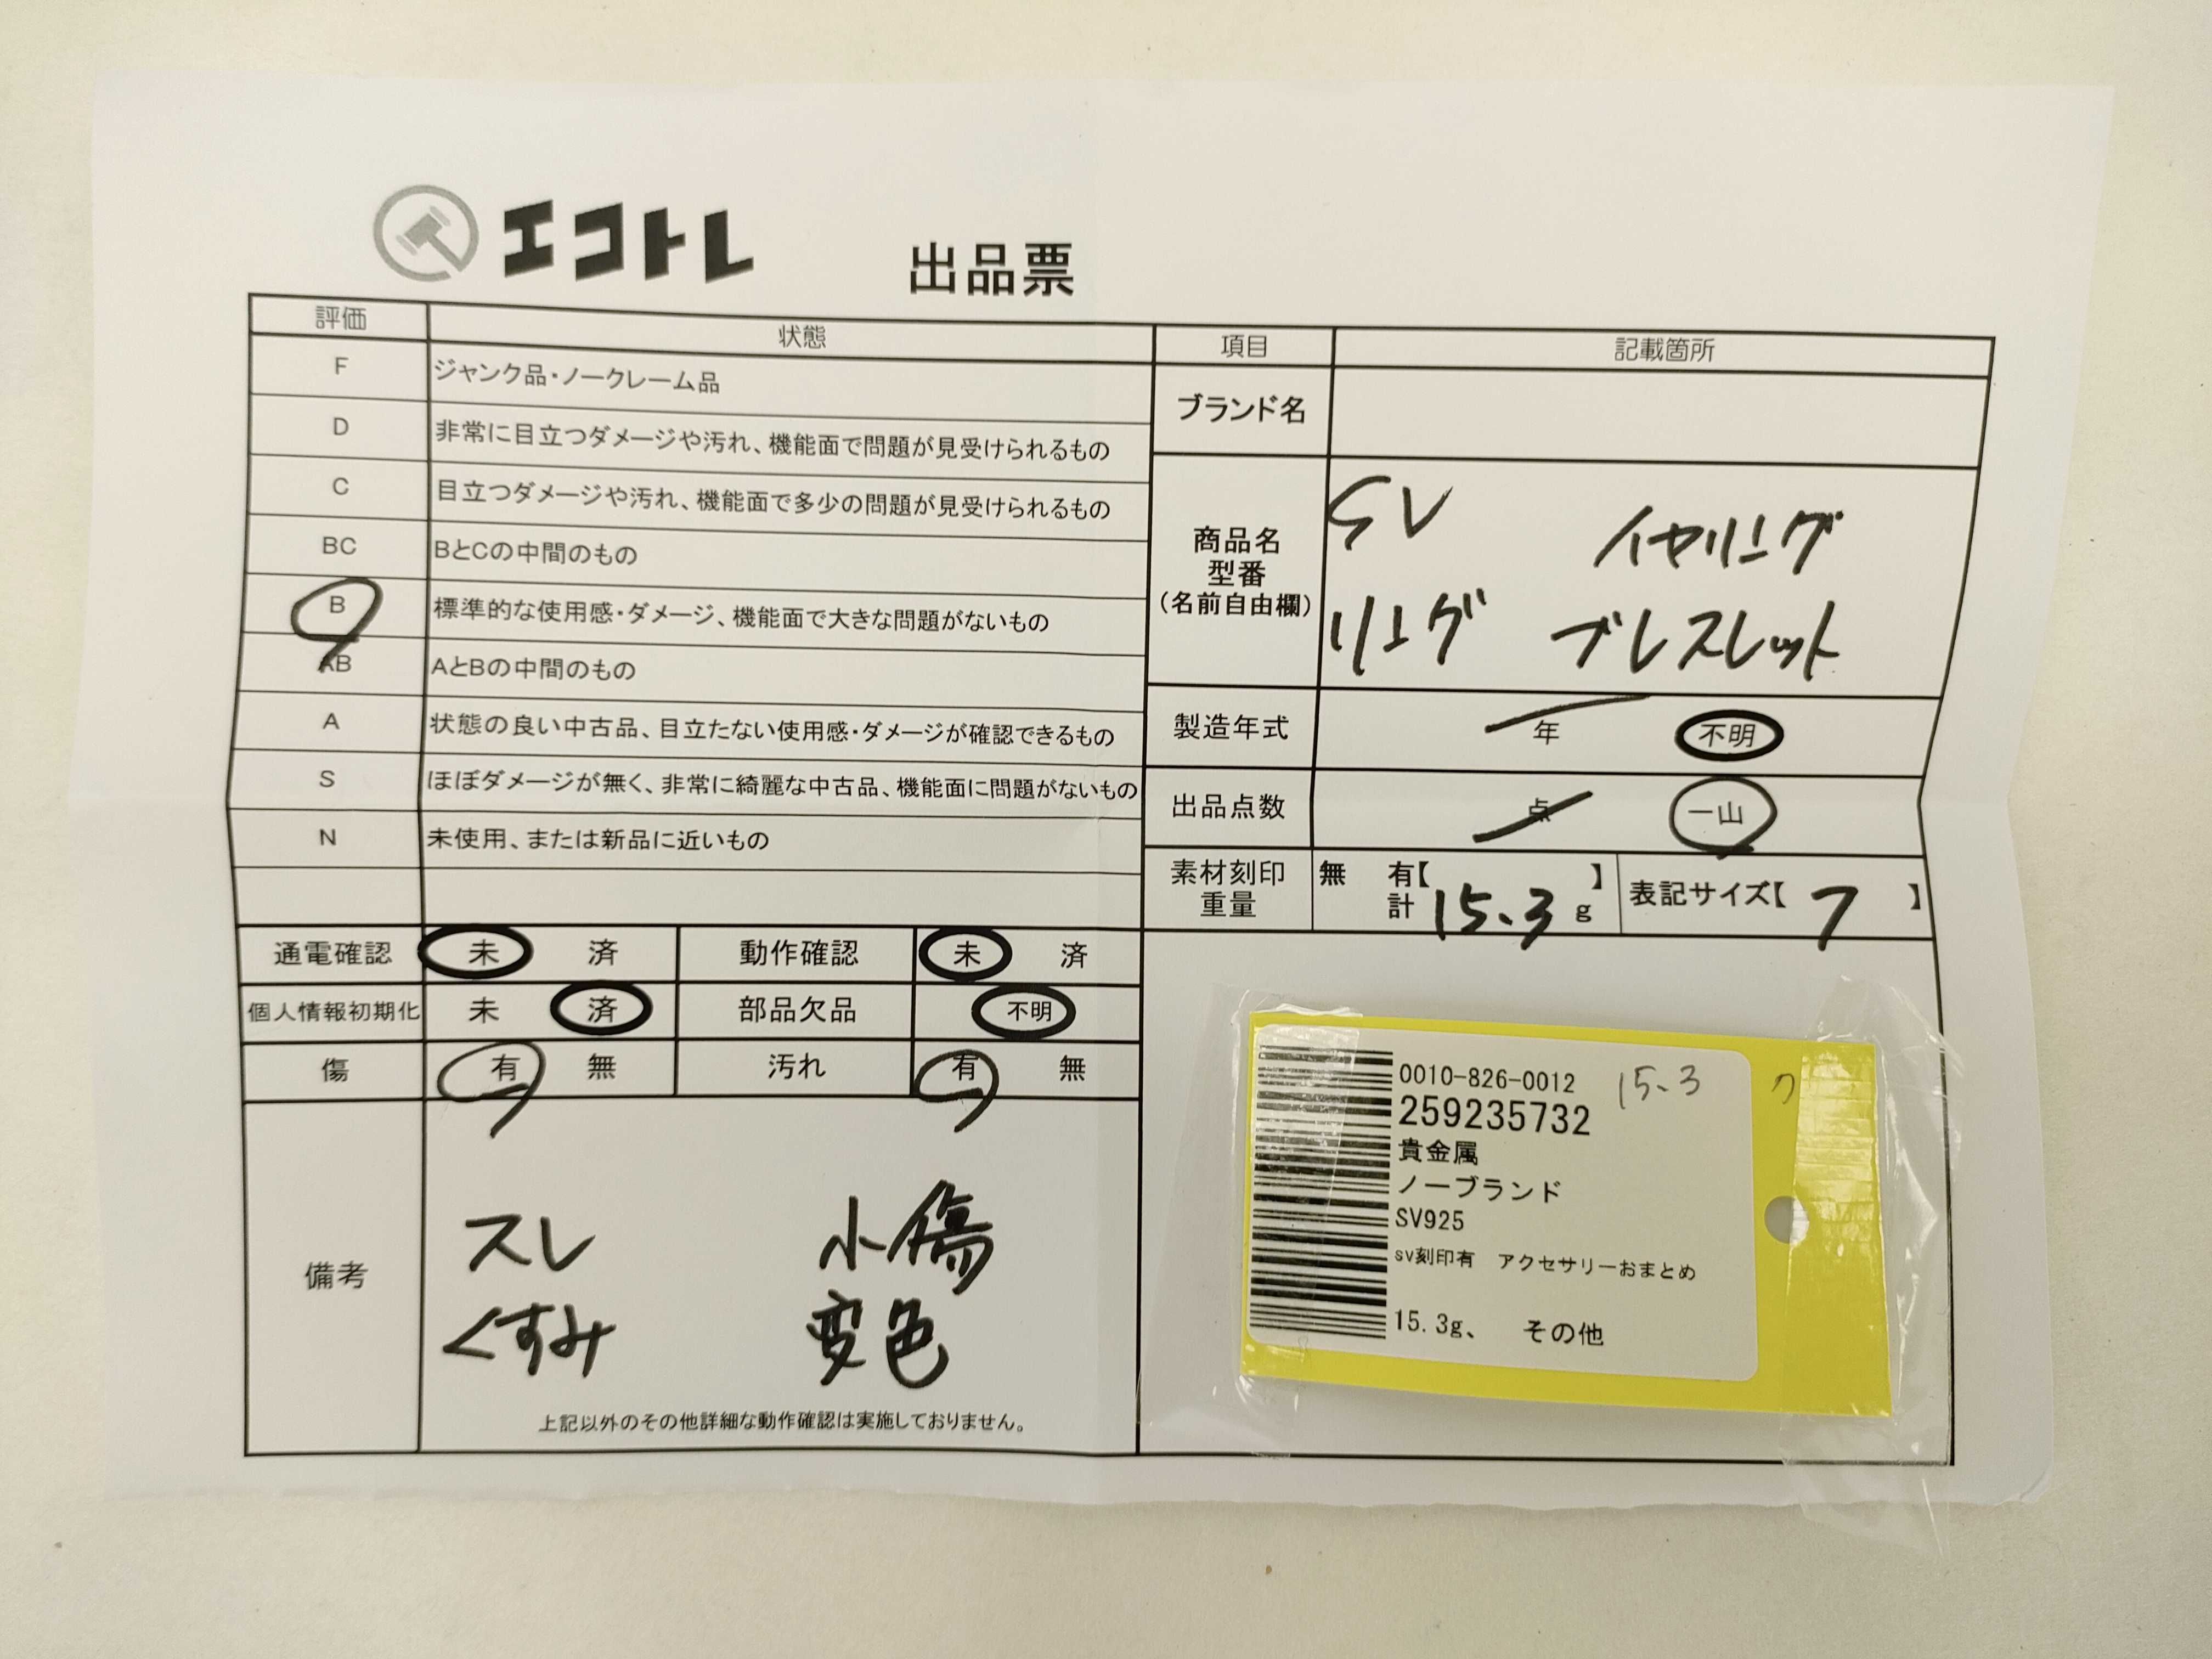 エコトレ 出品票
評価 状態
F ジャンク品・ノークレーム品
D 非常に目立つダメージや汚れ、機能面で問題が見受けられるもの
C 目立つダメージや汚れ、機能面で多少の問題が見受けられるもの
BC BとCの中間のもの
B 標準的な使用感・ダメージ、機能面で大きな問題がないもの
AB AとBの中間のもの
A 状態の良い中古品、目立たない使用感・ダメージが確認できるもの
S ほぼダメージが無く、非常に綺麗な中古品、機能面に問題がないもの
N 未使用、または新品に近いもの
通電確認 未 済 動作確認 未 済
個人情報初期化 未 済 部品欠品 不明
傷 有 無 汚れ 有 無
備考
スレ 小傷
くすみ 変色
上記以外のその他詳細な動作確認は実施しておりません。
項目 記載箇所
ブランド名
商品名
型番
(名前自由欄)
SV イヤリング
リング ブレスレット
製造年式 年 不明
出品点数 点 一山
素材刻印 無 有【 】
重量 計 15.3 g 表記サイズ【 7 】
0010-826-0012 15.3 7
259235732
貴金属
ノーブランド
SV925
sv刻印有 アクセサリーおまとめ
15.3g、 その他